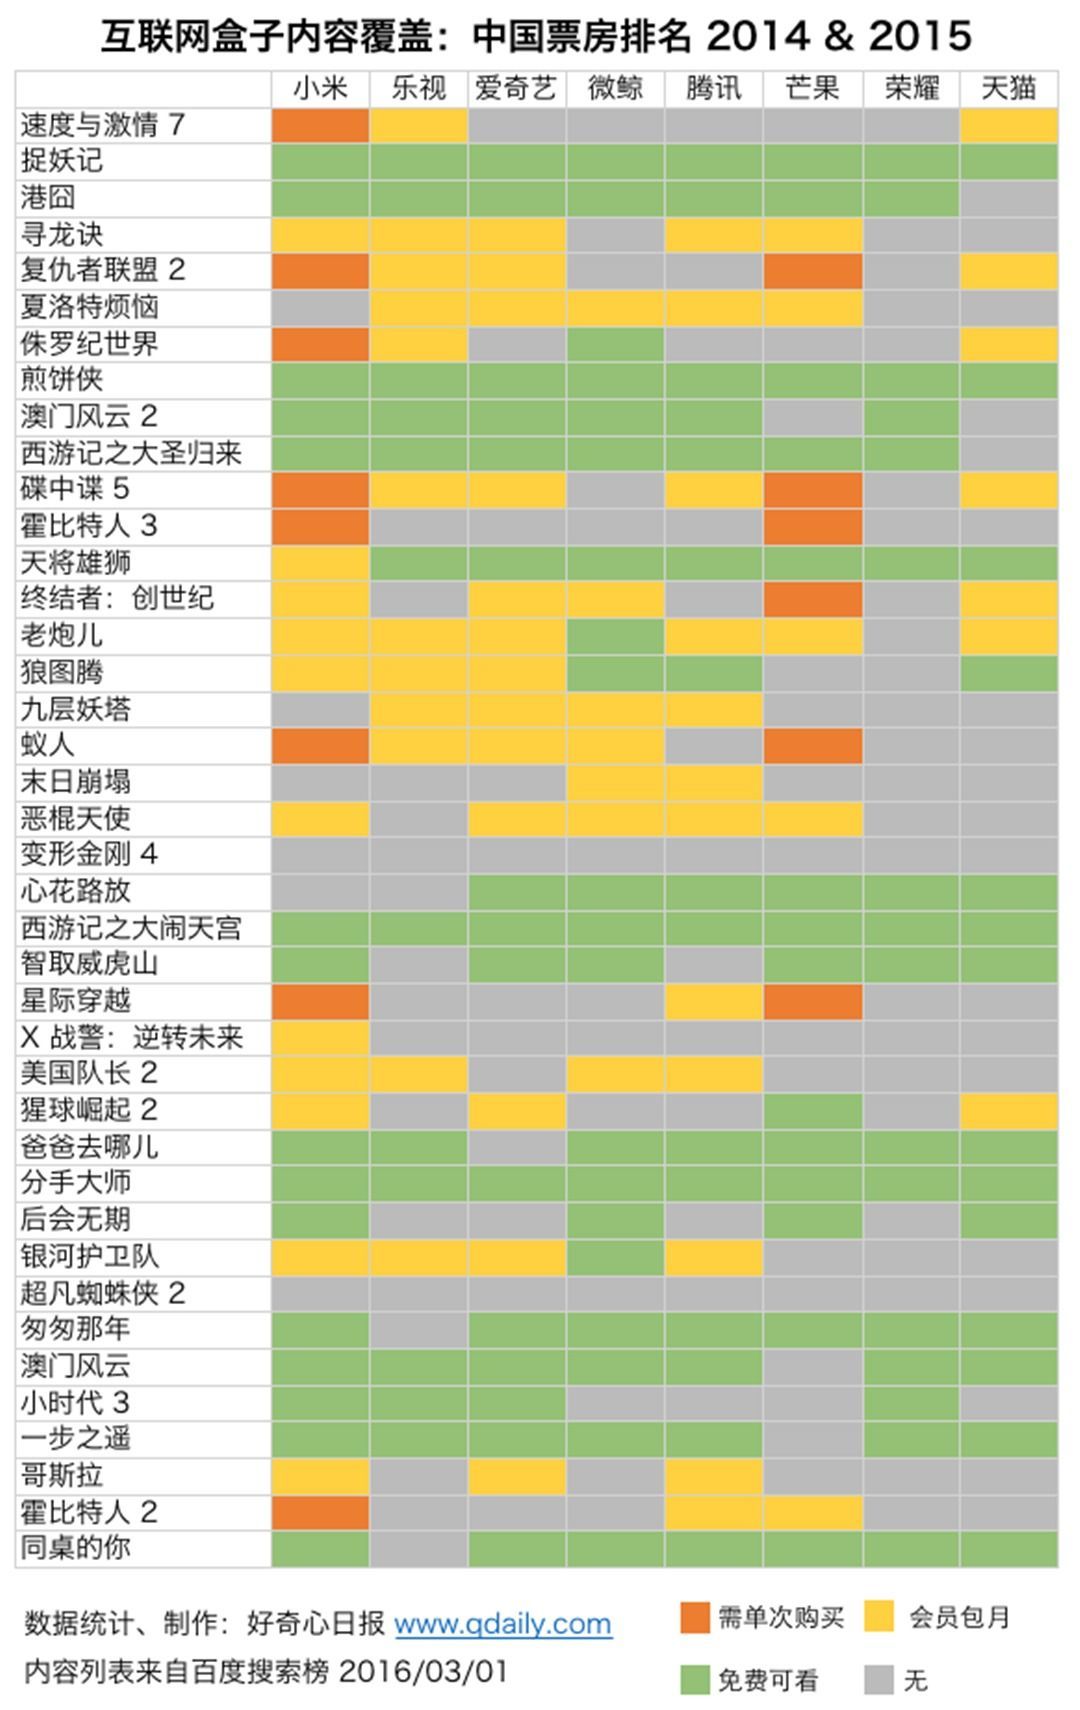 互联网盒子内容覆盖：中国票房排名 2014 & 2015
小米 乐视 爱奇艺 微鲸 腾讯 芒果 荣耀 天猫
速度与激情 7
捉妖记
港囧
寻龙诀
复仇者联盟 2
夏洛特烦恼
侏罗纪世界
煎饼侠
澳门风云 2
西游记之大圣归来
碟中谍 5
霍比特人 3
天将雄狮
终结者：创世纪
老炮儿
狼图腾
九层妖塔
蚁人
末日崩塌
恶棍天使
变形金刚 4
心花路放
西游记之大闹天宫
智取威虎山
星际穿越
X 战警：逆转未来
美国队长 2
猩球崛起 2
爸爸去哪儿
分手大师
后会无期
银河护卫队
超凡蜘蛛侠 2
匆匆那年
澳门风云
小时代 3
一步之遥
哥斯拉
霍比特人 2
同桌的你
数据统计、制作：好奇心日报 www.qdaily.com
内容列表来自百度搜索榜 2016/03/01
需单次购买 会员包月
免费可看 无